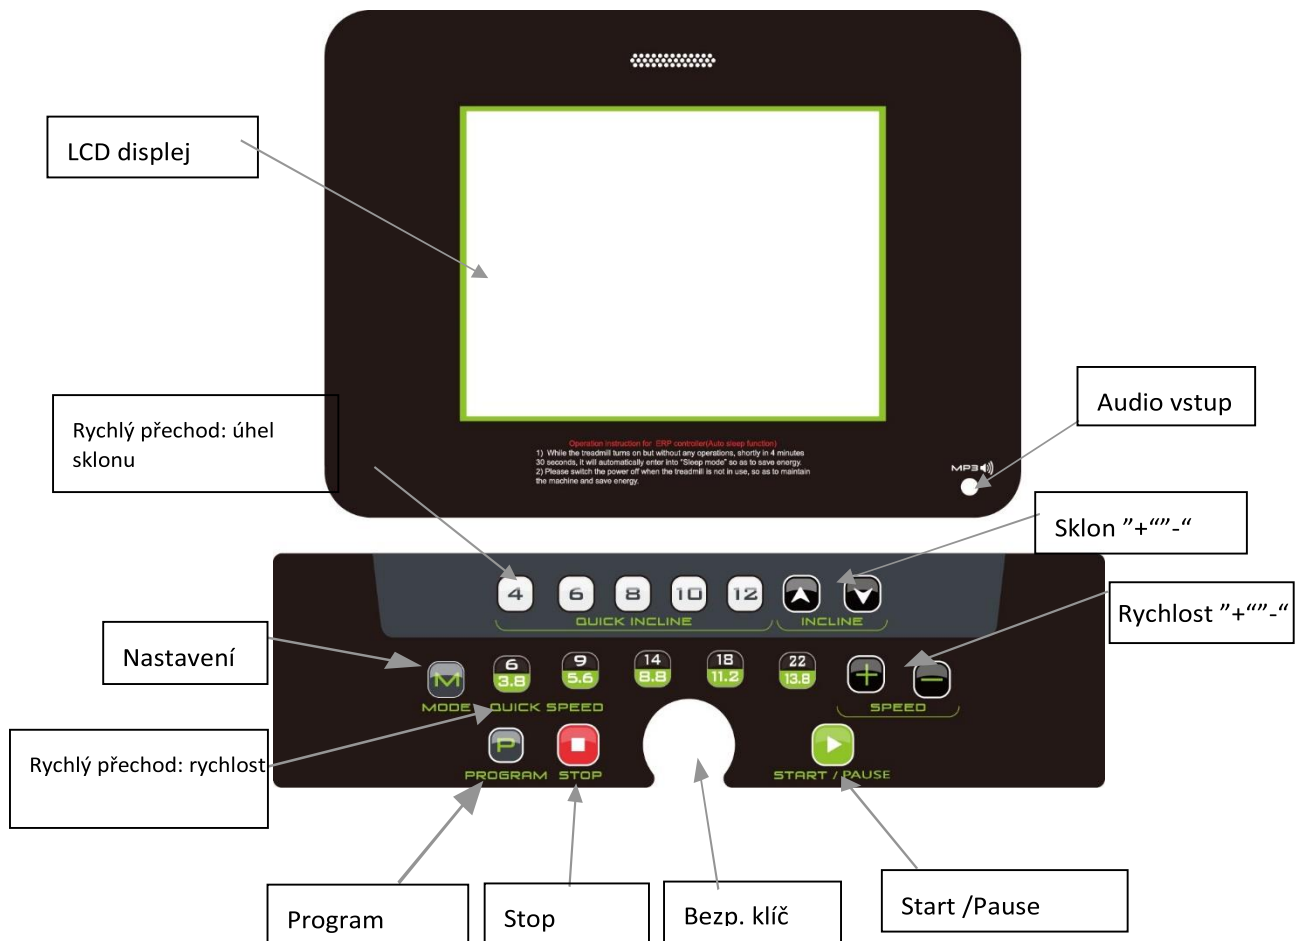 LCD displej
Rychlý přechod: úhel
sklonu
Operation instruction for ERP controller(Auto sleep function)
1) While the treadmill turns on but without any operations, shortly in 4 minutes
30 seconds, it will automatically enter into "Sleep mode" so as to save energy.
2) Please switch the power off when the treadmill is not in use, so as to maintain
the machine and save energy.
MP3
Audio vstup
Sklon ”+“”-“
4 6 8 10 12
QUICK INCLINE INCLINE
Rychlost ”+“”-“
Nastavení
M
6 9 14 18 22
3.8 5.6 8.8 11.2 13.8
+ −
MODE QUICK SPEED SPEED
Rychlý přechod: rychlost
P
PROGRAM STOP START / PAUSE
Program
Stop
Bezp. klíč
Start /Pause